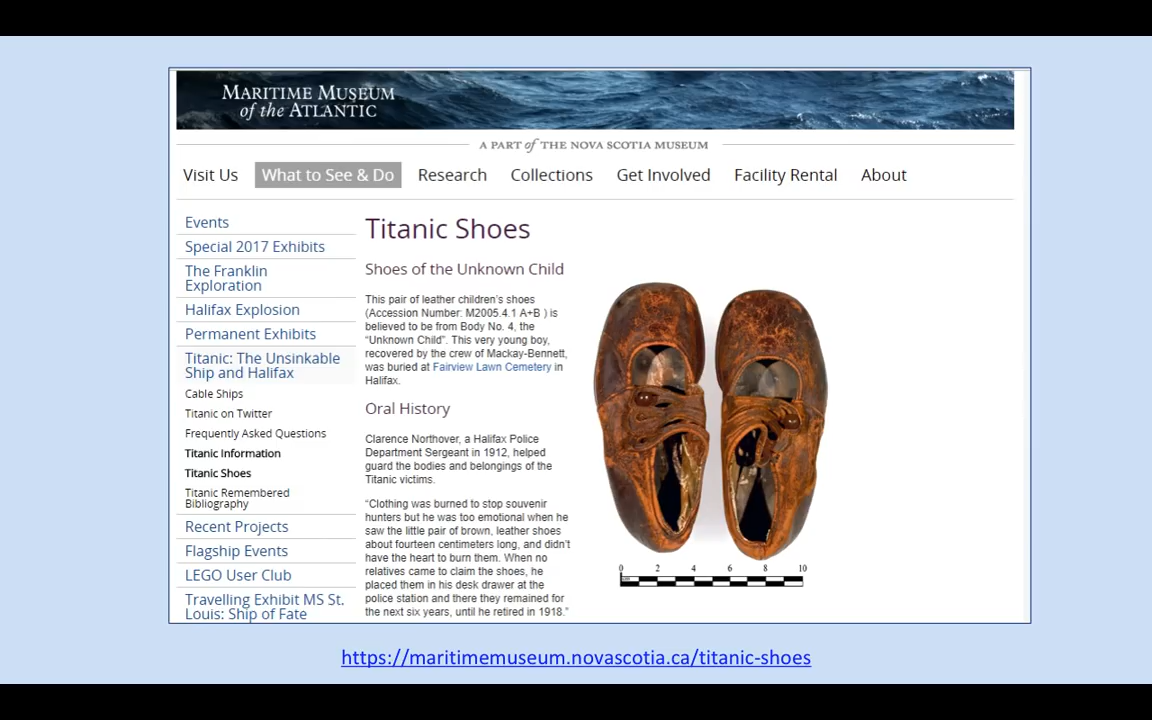 MARITIME MUSEUM
of the ATLANTIC
A PART of THE NOVA SCOTIA MUSEUM
Visit Us
What to See & Do
Research
Collections
Get Involved
Facility Rental
About
Events
Special 2017 Exhibits
The Franklin
Exploration
Halifax Explosion
Permanent Exhibits
Titanic: The Unsinkable
Ship and Halifax
Cable Ships
Titanic on Twitter
Frequently Asked Questions
Titanic Information
Titanic Shoes
Titanic Remembered
Bibliography
Recent Projects
Flagship Events
LEGO User Club
Travelling Exhibit MS St.
Louis: Ship of Fate
Titanic Shoes
Shoes of the Unknown Child
This pair of leather children's shoes
(Accession Number: M2005.4.1 A+B ) is
believed to be from Body No. 4, the
“Unknown Child”. This very young boy,
recovered by the crew of Mackay-Bennett,
was buried at Fairview Lawn Cemetery in
Halifax.
Oral History
Clarence Northover, a Halifax Police
Department Sergeant in 1912, helped
guard the bodies and belongings of the
Titanic victims.
“Clothing was burned to stop souvenir
hunters but he was too emotional when he
saw the little pair of brown, leather shoes
about fourteen centimeters long, and didn't
have the heart to burn them. When no
relatives came to claim the shoes, he
placed them in his desk drawer at the
police station and there they remained for
the next six years, until he retired in 1918.”
0 2 4 6 8 10
https://maritimemuseum.novascotia.ca/titanic-shoes